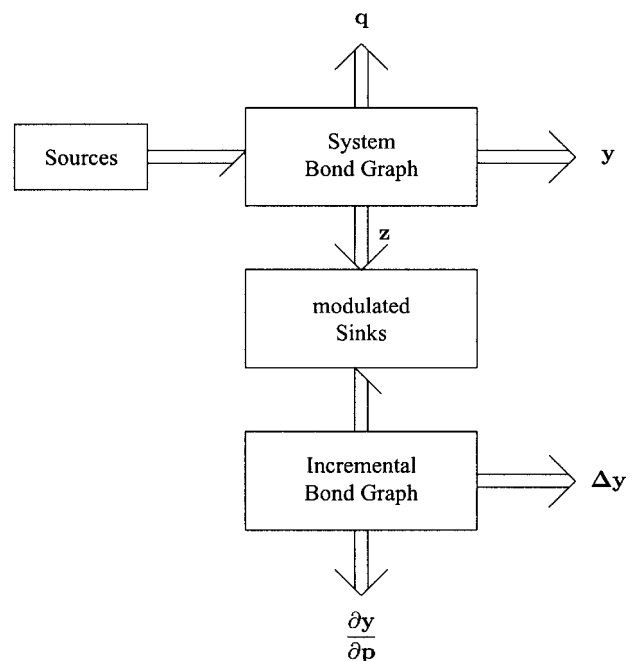 q
Sources
System
Bond Graph
y
z
modulated
Sinks
Incremental
Bond Graph
Δy
∂y
∂p